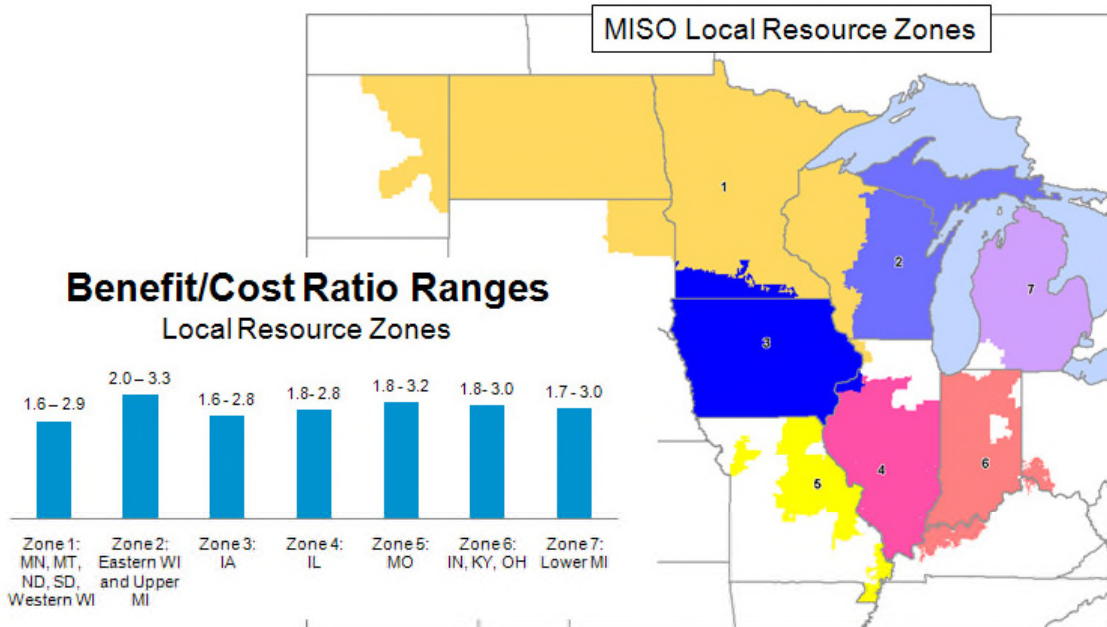 MISO Local Resource Zones
1
2
7
3
4
6
5
Benefit/Cost Ratio Ranges
Local Resource Zones
1.6 – 2.9
2.0 – 3.3
1.6 - 2.8
1.8- 2.8
1.8 - 3.2
1.8- 3.0
1.7 - 3.0
Zone 1:
MN, MT,
ND, SD,
Western WI
Zone 2:
Eastern WI
and Upper
MI
Zone 3:
IA
Zone 4:
IL
Zone 5:
MO
Zone 6:
IN, KY, OH
Zone 7:
Lower MI